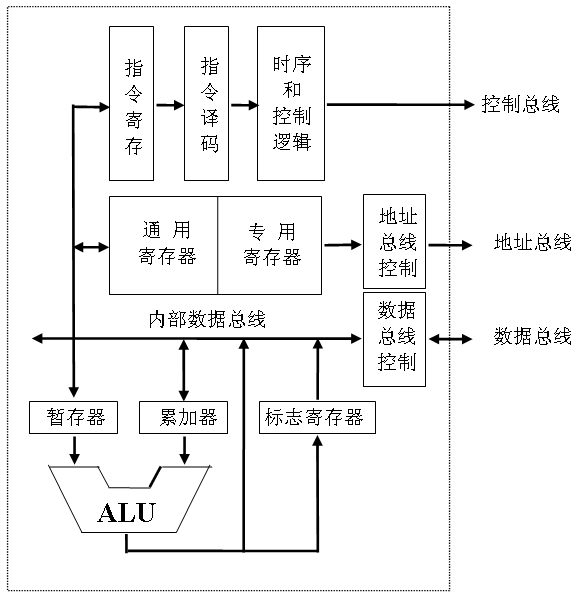 指令寄存
指令译码
时序
和
控制
逻辑
控制总线
通 用
寄存器
专 用
寄存器
地址
总线
控制
地址总线
内部数据总线
数据
总线
控制
数据总线
暂存器
累加器
标志寄存器
ALU